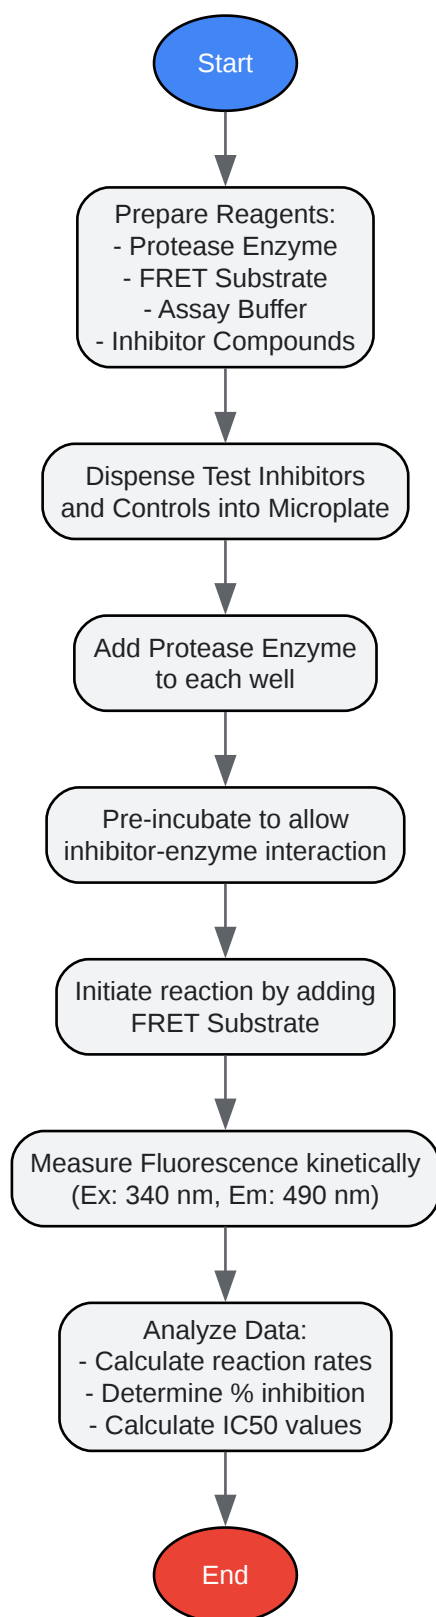 Start
Prepare Reagents:
- Protease Enzyme
- FRET Substrate
- Assay Buffer
- Inhibitor Compounds
Dispense Test Inhibitors
and Controls into Microplate
Add Protease Enzyme
to each well
Pre-incubate to allow
inhibitor-enzyme interaction
Initiate reaction by adding
FRET Substrate
Measure Fluorescence kinetically
(Ex: 340 nm, Em: 490 nm)
Analyze Data:
- Calculate reaction rates
- Determine % inhibition
- Calculate IC50 values
End